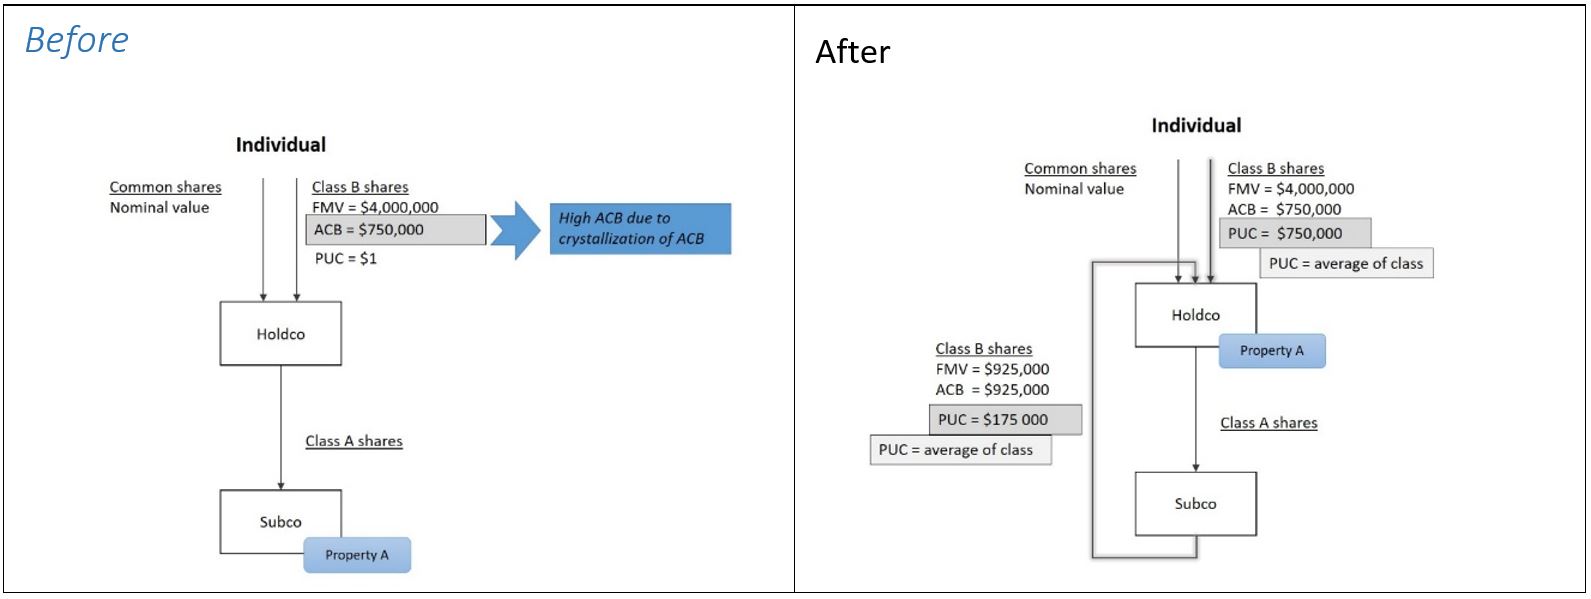 Before
Individual
Common shares
Nominal value
Class B shares
FMV = $4,000,000
ACB = $750,000
PUC = $1
High ACB due to
crystallization of ACB
Holdco
Class A shares
Subco
Property A
After
Individual
Common shares
Nominal value
Class B shares
FMV = $4,000,000
ACB = $750,000
PUC = $750,000
PUC = average of class
Holdco
Property A
Class B shares
FMV = $925,000
ACB = $925,000
PUC = $175 000
PUC = average of class
Class A shares
Subco